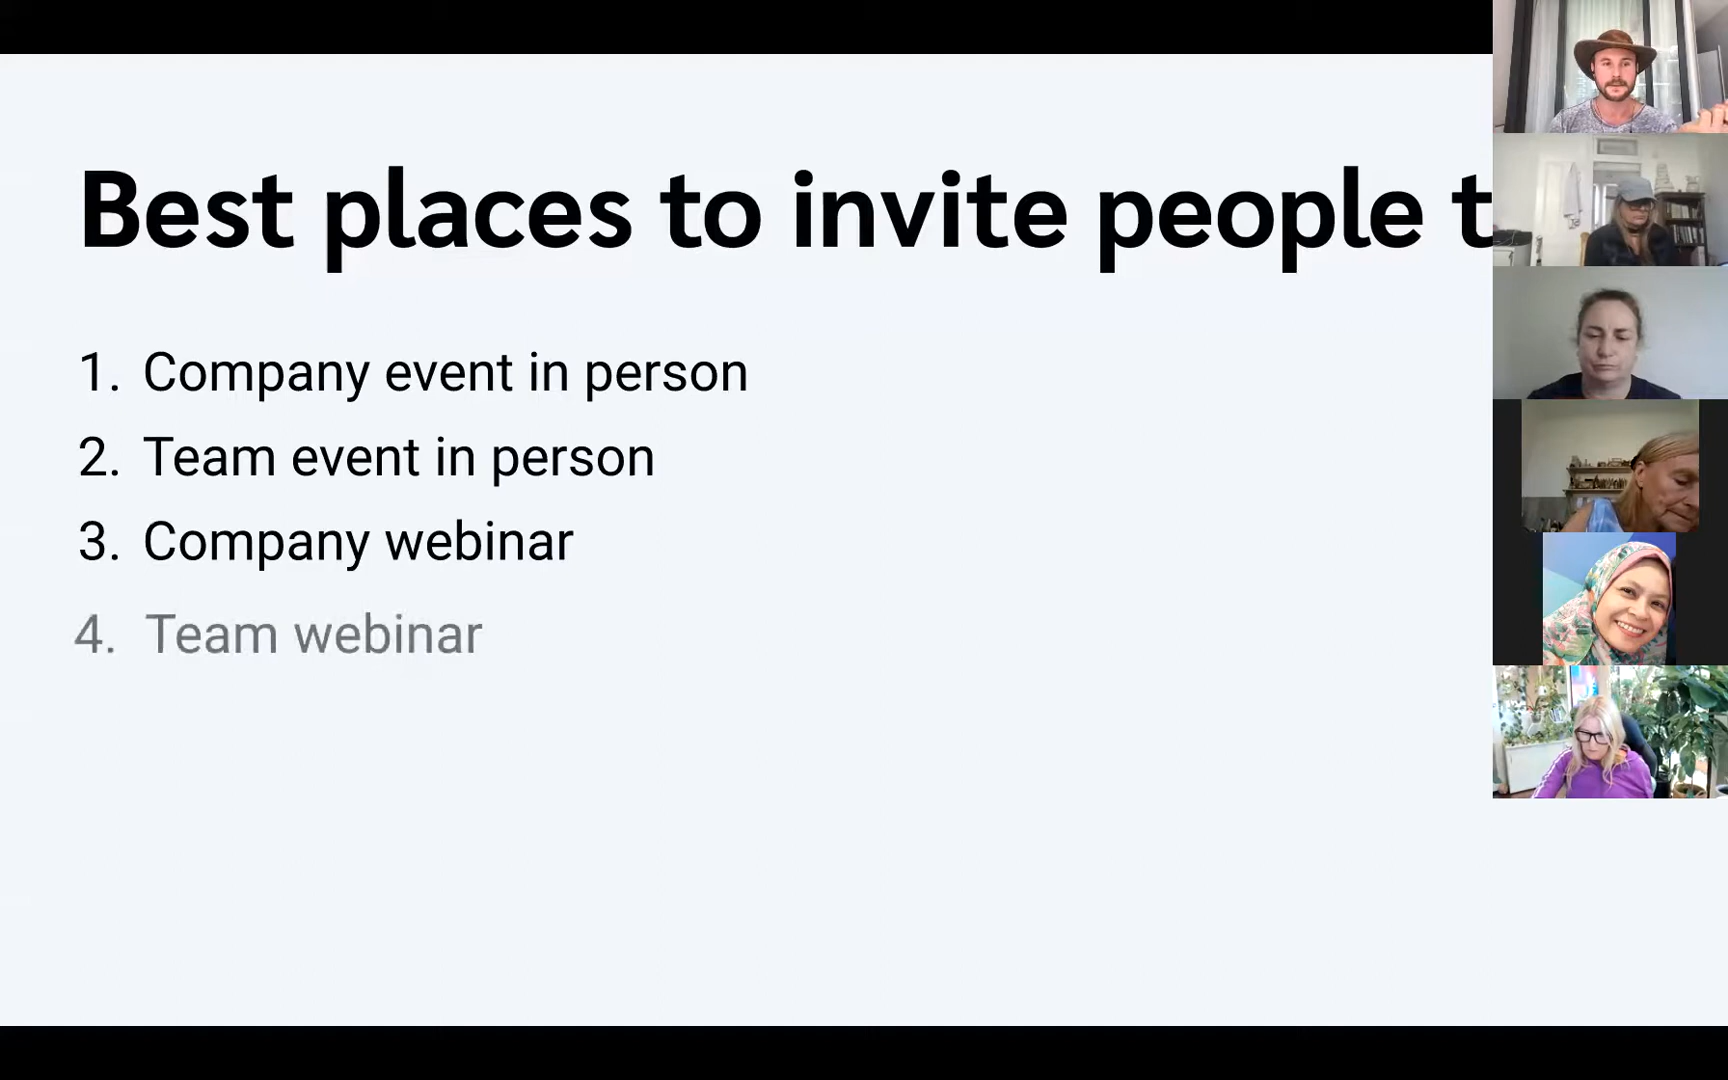 Best places to invite people t
1. Company event in person
2. Team event in person
3. Company webinar
4. Team webinar